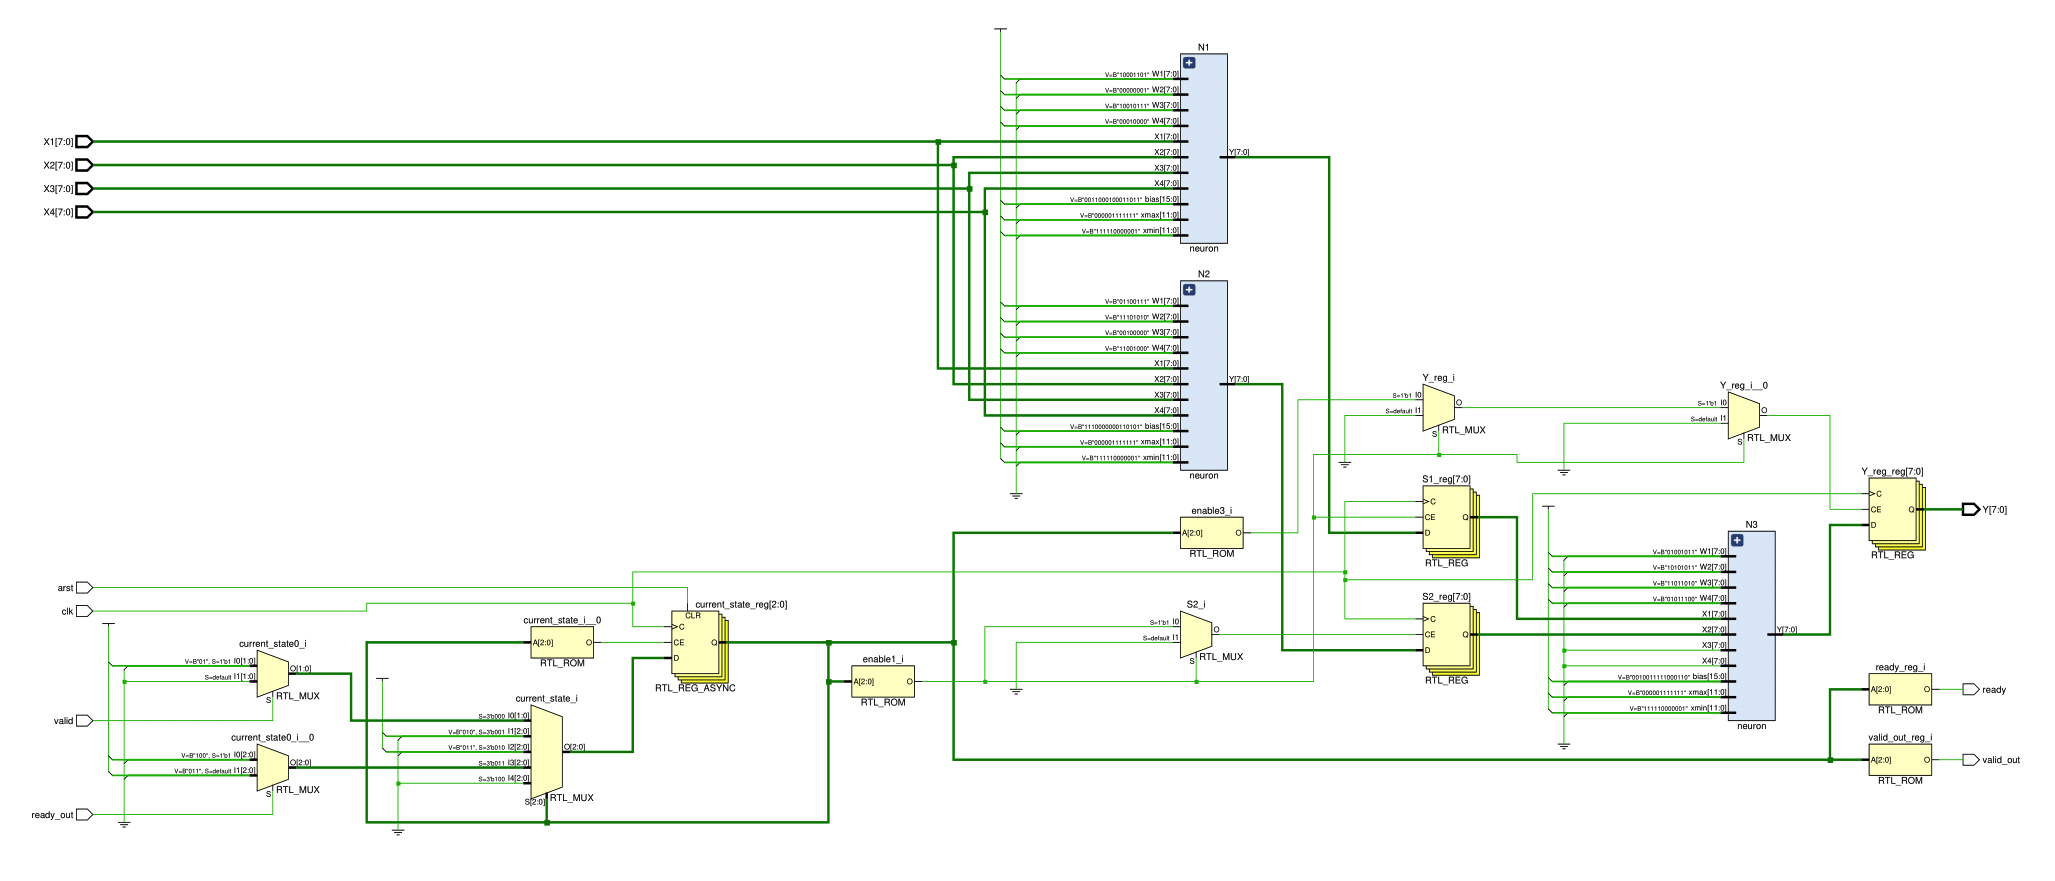 N1
V=B"10001101" W1[7:0]
V=B"00000001" W2[7:0]
V=B"10010111" W3[7:0]
V=B"00010000" W4[7:0]
X1[7:0]
X2[7:0]
X3[7:0]
X4[7:0]
V=B"0011000100011011" bias[15:0]
V=B"000001111111" xmax[11:0]
V=B"111110000001" xmin[11:0]
Y[7:0]
neuron
X1[7:0]
X2[7:0]
X3[7:0]
X4[7:0]
N2
V=B"01100111" W1[7:0]
V=B"11101010" W2[7:0]
V=B"00100000" W3[7:0]
V=B"11001000" W4[7:0]
X1[7:0]
X2[7:0]
X3[7:0]
X4[7:0]
V=B"1110000000110101" bias[15:0]
V=B"000001111111" xmax[11:0]
V=B"111110000001" xmin[11:0]
Y[7:0]
neuron
Y_reg_i
S=1'b1 I0
S=default I1
O
S
RTL_MUX
Y_reg_i__0
S=1'b1 I0
S=default I1
O
S
RTL_MUX
S1_reg[7:0]
C
CE
D
Q
RTL_REG
Y_reg_reg[7:0]
C
CE
D
Q
RTL_REG
Y[7:0]
enable3_i
A[2:0]
O
RTL_ROM
N3
V=B"01001011" W1[7:0]
V=B"10101011" W2[7:0]
V=B"11011010" W3[7:0]
V=B"01011100" W4[7:0]
X1[7:0]
X2[7:0]
X3[7:0]
X4[7:0]
V=B"0010011111000110" bias[15:0]
V=B"000001111111" xmax[11:0]
V=B"111110000001" xmin[11:0]
Y[7:0]
neuron
arst
clk
valid
ready_out
current_state0_i
V=B"01", S=1'b1 I0[1:0]
S=default I1[1:0]
O[1:0]
S
RTL_MUX
current_state0_i__0
V=B"100", S=1'b1 I0[2:0]
V=B"011", S=default I1[2:0]
O[2:0]
S
RTL_MUX
current_state_i__0
A[2:0]
O
RTL_ROM
current_state_i
S=3'b000 I0[1:0]
V=B"010", S=3'b001 I1[2:0]
V=B"011", S=3'b010 I2[2:0]
S=3'b011 I3[2:0]
S=3'b100 I4[2:0]
O[2:0]
S[2:0]
RTL_MUX
current_state_reg[2:0]
CLR
C
CE
D
Q
RTL_REG_ASYNC
enable1_i
A[2:0]
O
RTL_ROM
S2_i
S=1'b1 I0
S=default I1
O
S
RTL_MUX
S2_reg[7:0]
C
CE
D
Q
RTL_REG
ready_reg_i
A[2:0]
O
RTL_ROM
ready
valid_out_reg_i
A[2:0]
O
RTL_ROM
valid_out